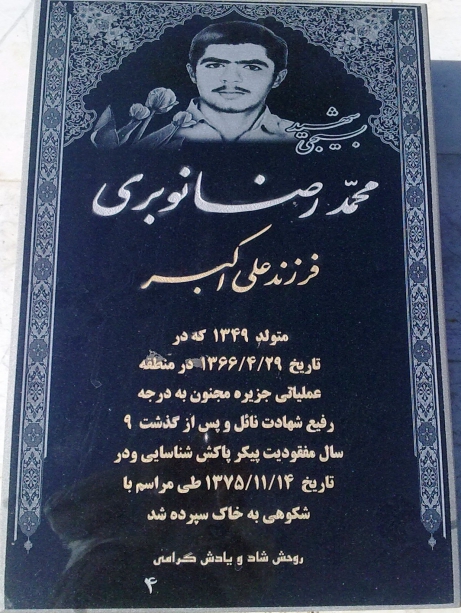 شهید
بسیجی
محمّد رضا نوبری
فرزند علی اکبر
متولد ۱۳۴۹ که در
تاریخ ۱۳۶۶/۴/۲۹ در منطقه
عملیاتی جزیره مجنون به درجه
رفیع شهادت نائل و پس از گذشت ۹
سال مفقودیت پیکر پاکش شناسایی ودر
تاریخ ۱۳۷۵/۱۱/۱۴ طی مراسم با
شکوهی به خاک سپرده شد
روحش شاد و یادش گرامی
۴